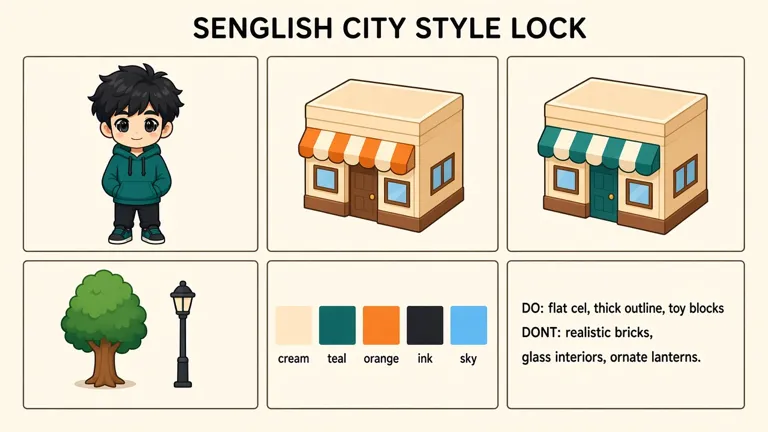 SENGLISH CITY STYLE LOCK
cream teal orange ink sky
DO: flat cel, thick outline, toy blocks
DONT: realistic bricks,
glass interiors, ornate lanterns.